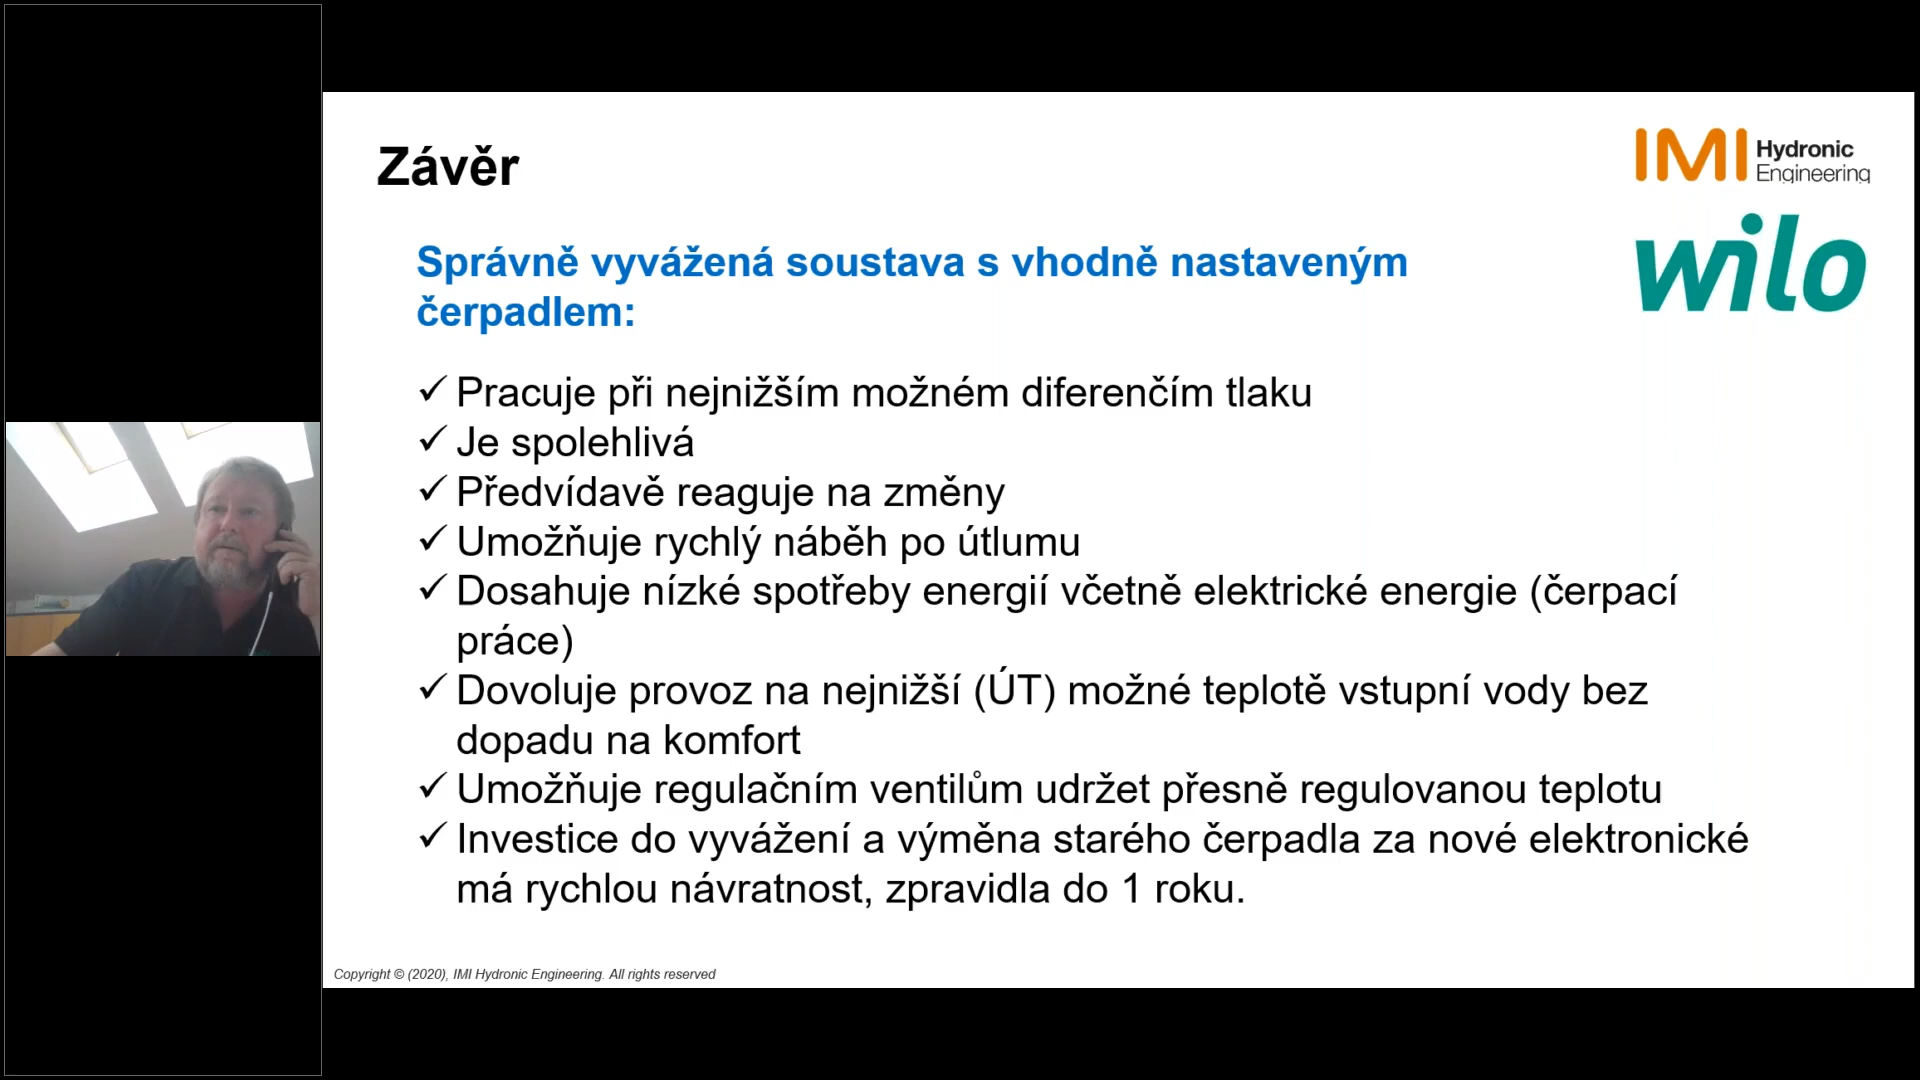 Závěr
IMI Hydronic
Engineering
wilo
Správně vyvážená soustava s vhodně nastaveným
čerpadlem:
✓ Pracuje při nejnižším možném diferenčím tlaku
✓ Je spolehlivá
✓ Předvídavě reaguje na změny
✓ Umožňuje rychlý náběh po útlumu
✓ Dosahuje nízké spotřeby energií včetně elektrické energie (čerpací
práce)
✓ Dovoluje provoz na nejnižší (ÚT) možné teplotě vstupní vody bez
dopadu na komfort
✓ Umožňuje regulačním ventilům udržet přesně regulovanou teplotu
✓ Investice do vyvážení a výměna starého čerpadla za nové elektronické
má rychlou návratnost, zpravidla do 1 roku.
Copyright © (2020), IMI Hydronic Engineering. All rights reserved